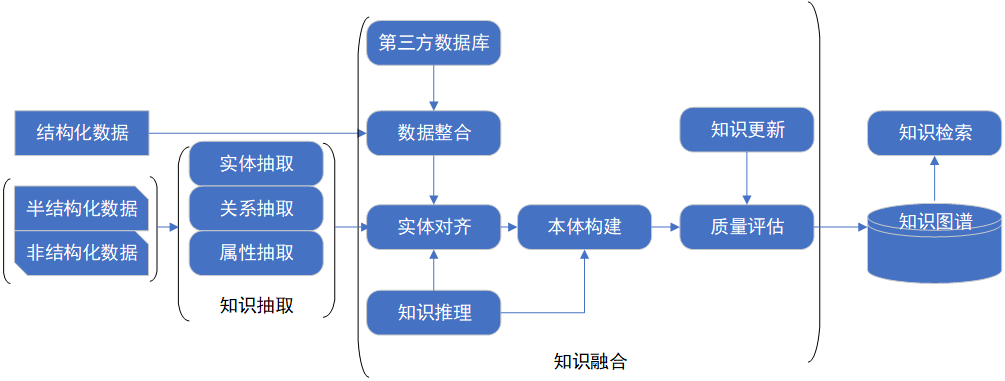 第三方数据库
结构化数据
数据整合
知识更新
知识检索
实体抽取
半结构化数据
关系抽取
实体对齐
本体构建
质量评估
知识图谱
非结构化数据
属性抽取
知识抽取
知识推理
知识融合